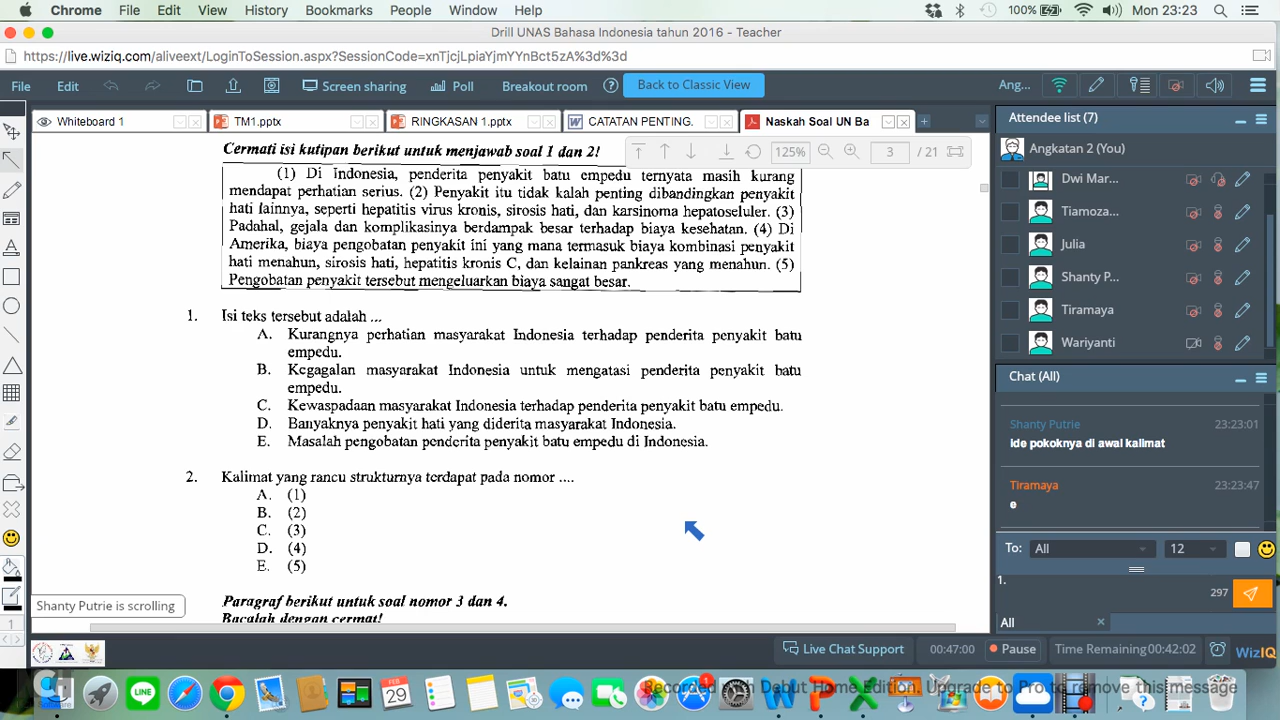 Chrome File Edit View History Bookmarks People Window Help 100% Mon 23:23
Drill UNAS Bahasa Indonesia tahun 2016 - Teacher
https://live.wiziq.com/aliveext/LoginToSession.aspx?SessionCode=xnTjcjLpiaYjmYYnBct5zA%3d%3d
File Edit Screen sharing Poll Breakout room ? Back to Classic View Ang...
Whiteboard 1 TM1.pptx RINGKASAN 1.pptx CATATAN PENTING. Naskah Soal UN Ba
125% 3 / 21
Cermati isi kutipan berikut untuk menjawab soal 1 dan 2!
(1) Di Indonesia, penderita penyakit batu empedu ternyata masih kurang
mendapat perhatian serius. (2) Penyakit itu tidak kalah penting dibandingkan penyakit
hati lainnya, seperti hepatitis virus kronis, sirosis hati, dan karsinoma hepatoseluler. (3)
Padahal, gejala dan komplikasinya berdampak besar terhadap biaya kesehatan. (4) Di
Amerika, biaya pengobatan penyakit ini yang mana termasuk biaya kombinasi penyakit
hati menahun, sirosis hati, hepatitis kronis C, dan kelainan pankreas yang menahun. (5)
Pengobatan penyakit tersebut mengeluarkan biaya sangat besar.
1. Isi teks tersebut adalah ...
A. Kurangnya perhatian masyarakat Indonesia terhadap penderita penyakit batu
empedu.
B. Kegagalan masyarakat Indonesia untuk mengatasi penderita penyakit batu
empedu.
C. Kewaspadaan masyarakat Indonesia terhadap penderita penyakit batu empedu.
D. Banyaknya penyakit hati yang diderita masyarakat Indonesia.
E. Masalah pengobatan penderita penyakit batu empedu di Indonesia.
2. Kalimat yang rancu strukturnya terdapat pada nomor ....
A. (1)
B. (2)
C. (3)
D. (4)
E. (5)
Paragraf berikut untuk soal nomor 3 dan 4.
Bacalah dengan cermat!
Shanty Putrie is scrolling
1
Attendee list (7)
Angkatan 2 (You)
Dwi Mar...
Tiamoza...
Julia
Shanty P...
Tiramaya
Wariyanti
Chat (All)
Shanty Putrie 23:23:01
ide pokoknya di awal kalimat
Tiramaya 23:23:47
e
To: All 12
1.
297
All
Live Chat Support 00:47:00 Pause Time Remaining 00:42:02 WizIQ
FEB
29
Recorded with Debut Home Edition. Upgrade to Pro to remove this message